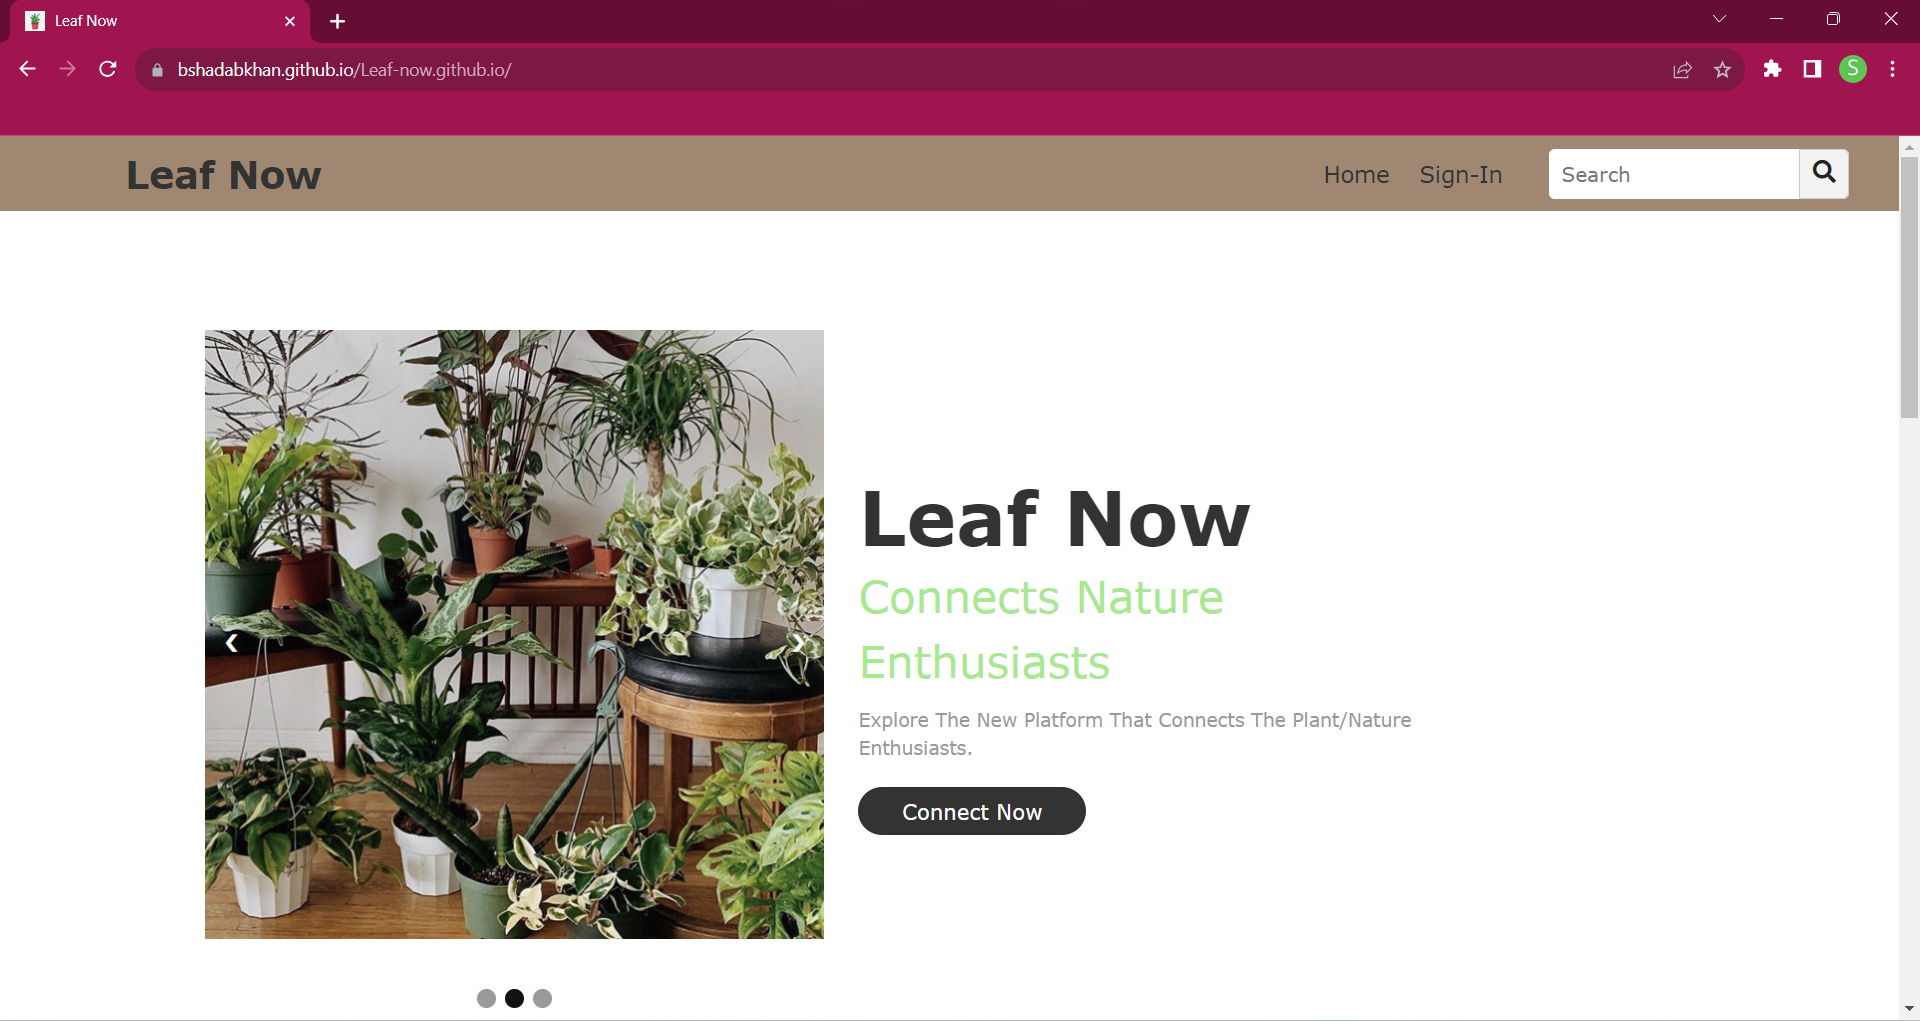 Leaf Now
bshadabkhan.github.io/Leaf-now.github.io/
S
Leaf Now
Home
Sign-In
Search
Leaf Now
Connects Nature
Enthusiasts
Explore The New Platform That Connects The Plant/Nature
Enthusiasts.
Connect Now